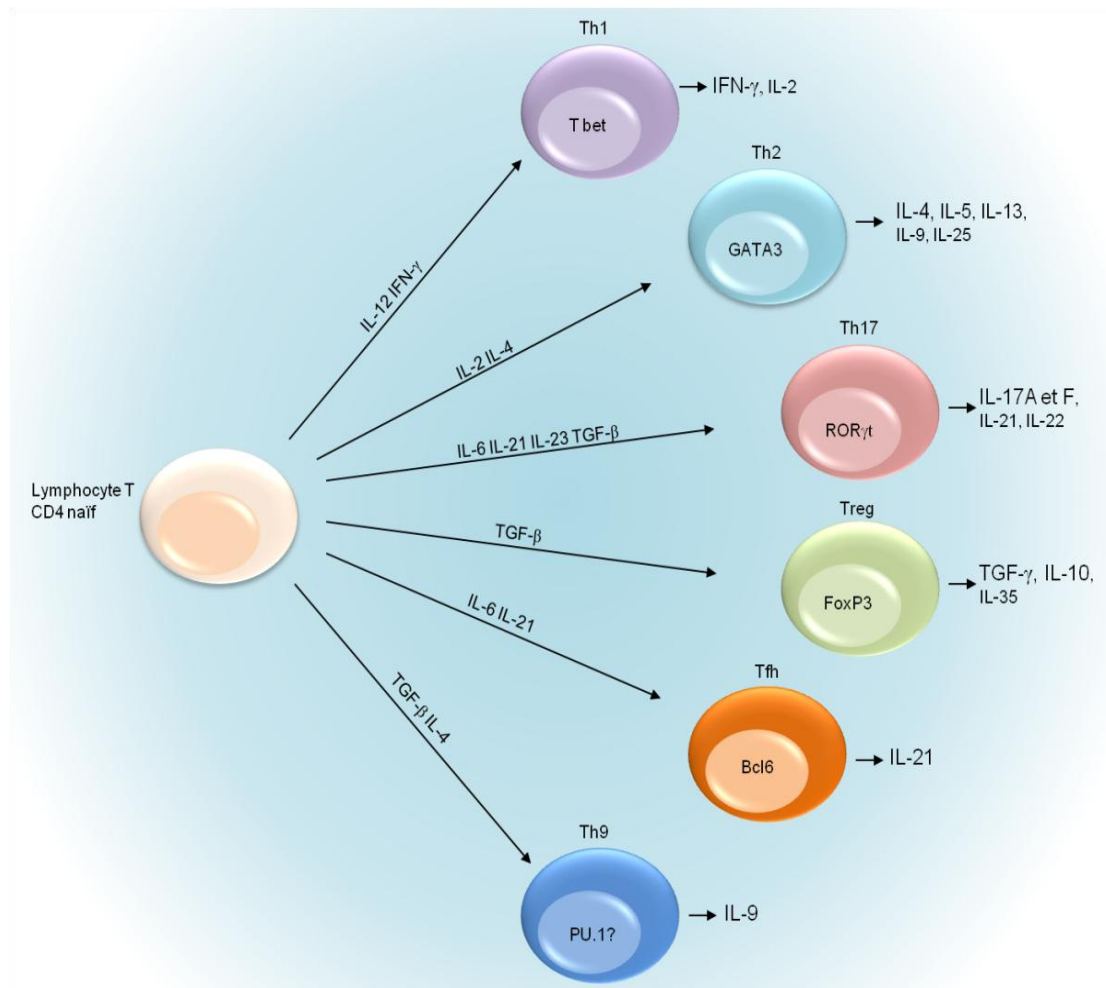 Th1
T bet
IFN-γ, IL-2
Th2
GATA3
IL-4, IL-5, IL-13,
IL-9, IL-25
IL-12 IFN-γ
IL-2 IL-4
Th17
RORγt
IL-17A et F,
IL-21, IL-22
IL-6 IL-21 IL-23 TGF-β
Lymphocyte T
CD4 naïf
TGF-β
Treg
FoxP3
TGF-γ, IL-10,
IL-35
IL-6 IL-21
Tfh
Bcl6
IL-21
TGF-β IL-4
Th9
PU.1?
IL-9